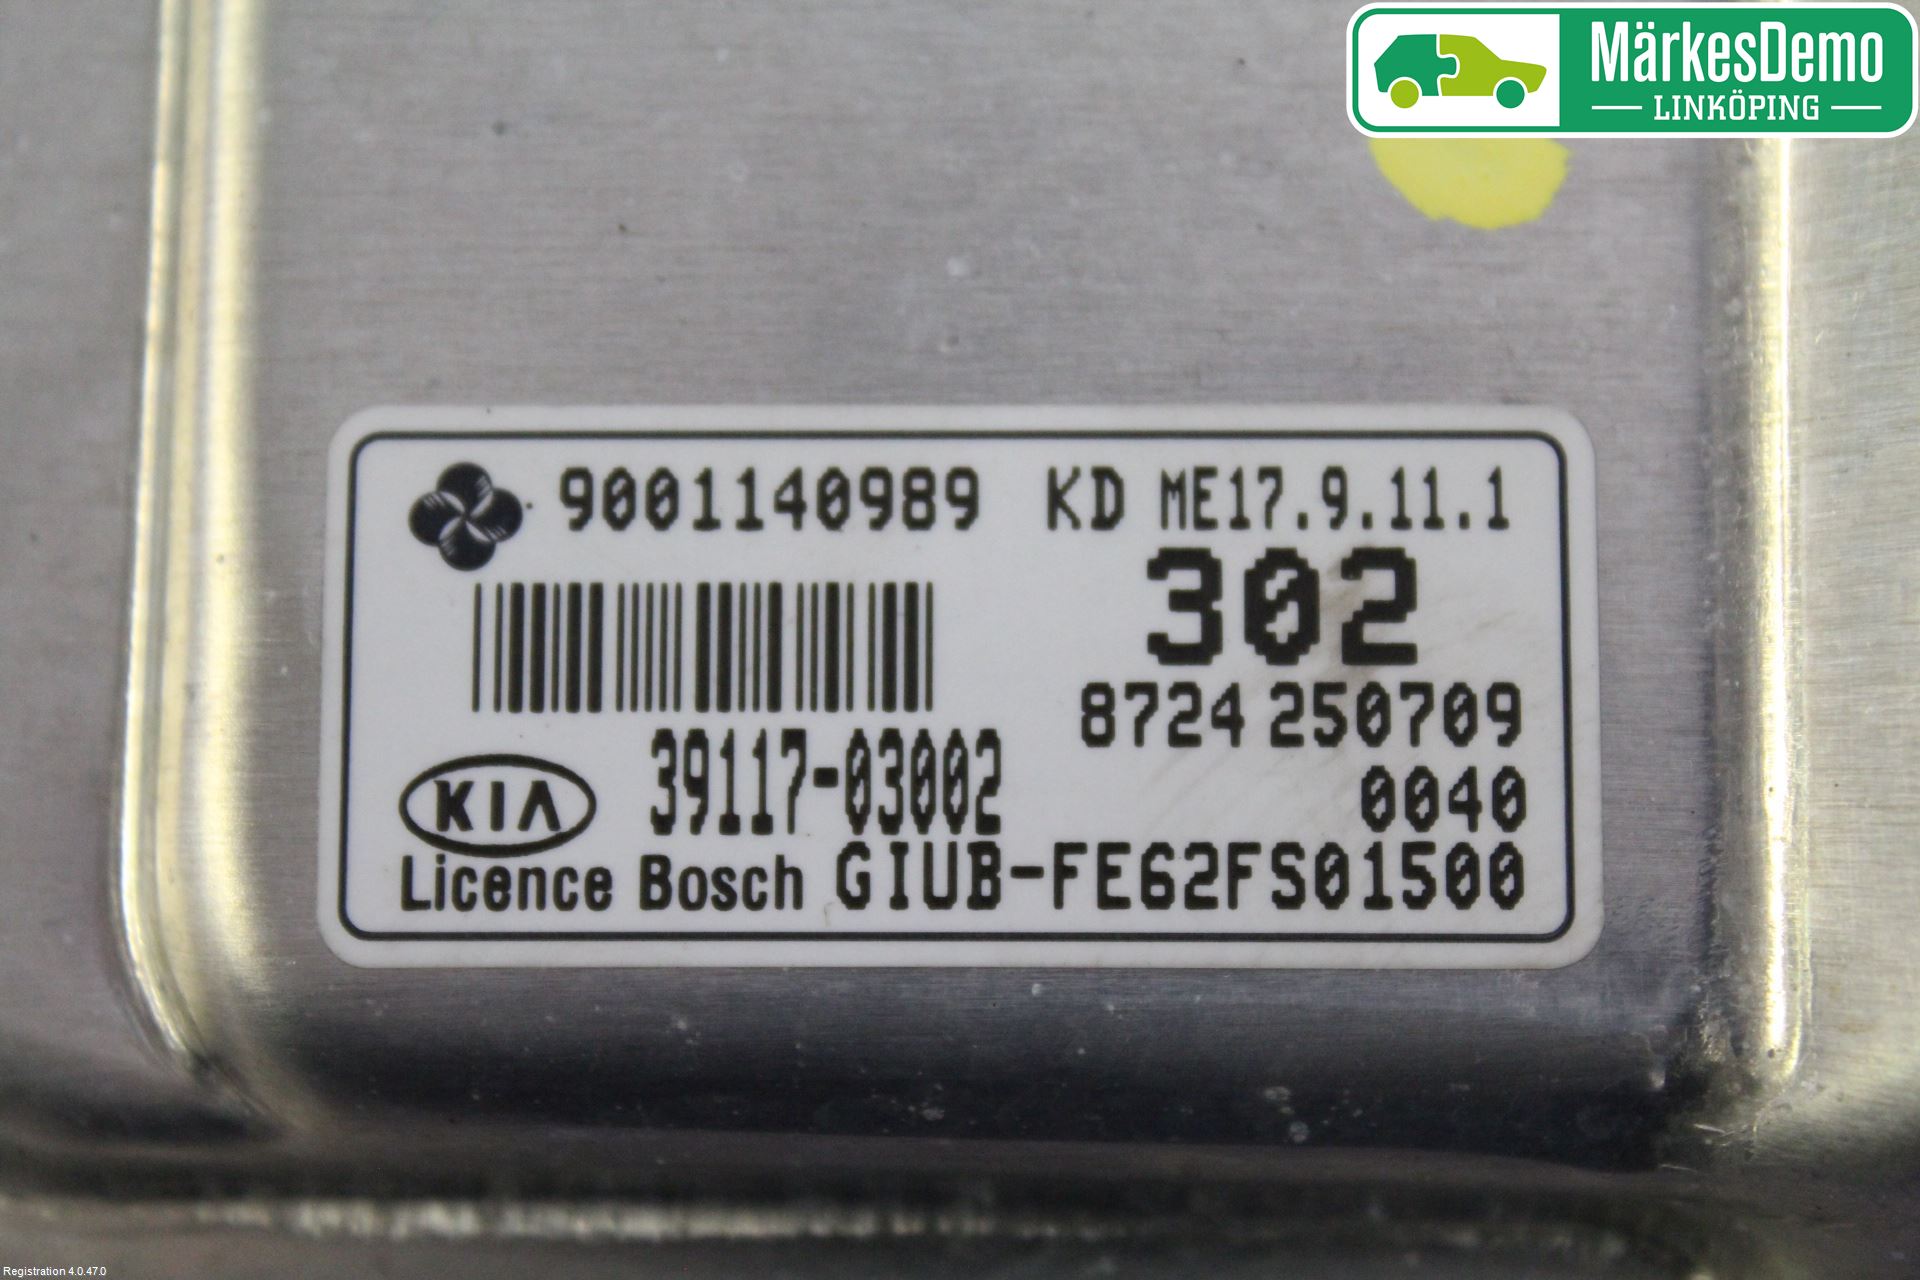 MärkesDemo
LINKÖPING
9001140989 KD ME17.9.11.1
302
8724 250709
39117-03002
0040
KIA
Licence Bosch GIUB-FE62FS01500
Registration 4.0.47.0